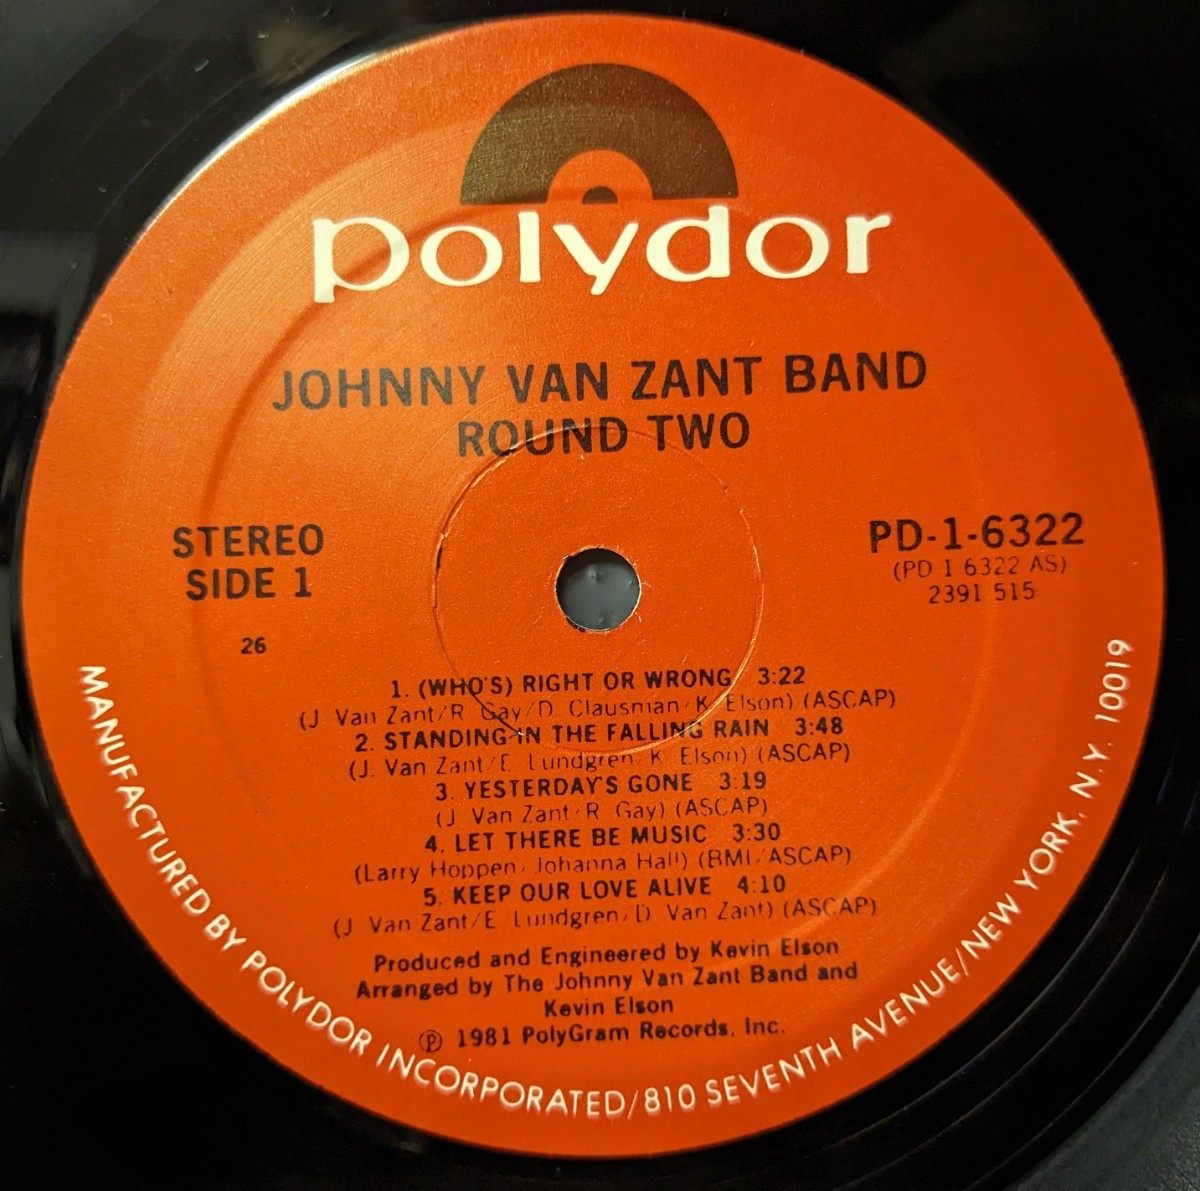 polydor
JOHNNY VAN ZANT BAND
ROUND TWO
STEREO
SIDE 1
26
PD-1-6322
(PD 1 6322 AS)
2391 515
1. (WHO'S) RIGHT OR WRONG 3:22
(J. Van Zant/R. Gay/D. Clausman/K. Elson) (ASCAP)
2. STANDING IN THE FALLING RAIN 3:48
(J. Van Zant/E. Lundgren/K. Elson) (ASCAP)
3. YESTERDAY'S GONE 3:19
(J. Van Zant/R. Gay) (ASCAP)
4. LET THERE BE MUSIC 3:30
(Larry Hoppen/Johanna Hall) (BMI/ASCAP)
5. KEEP OUR LOVE ALIVE 4:10
(J. Van Zant/E. Lundgren/D. Van Zant) (ASCAP)
Produced and Engineered by Kevin Elson
Arranged by The Johnny Van Zant Band and
Kevin Elson
℗ 1981 PolyGram Records, Inc.
MANUFACTURED BY POLYDOR INCORPORATED/810 SEVENTH AVENUE/NEW YORK, N.Y. 10019